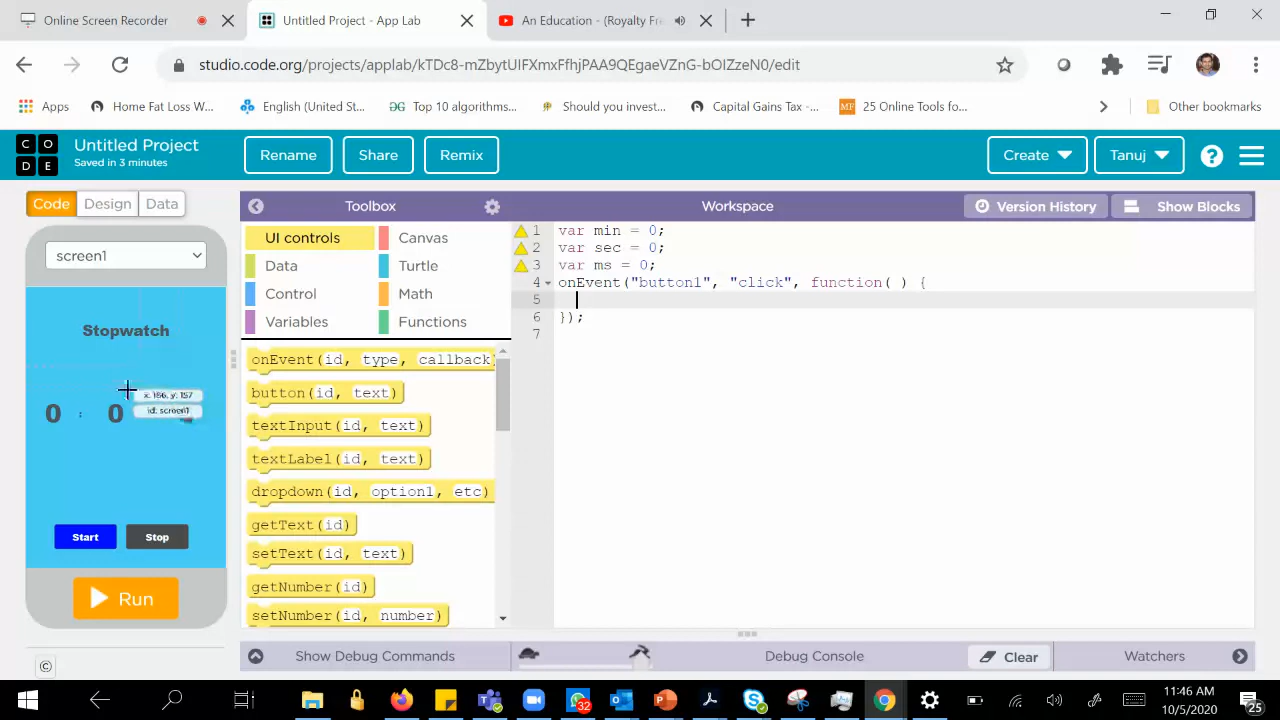 Online Screen Recorder
Untitled Project - App Lab
An Education - (Royalty Fre
studio.code.org/projects/applab/kTDc8-mZbytUIFXmxFfhjPAA9QEgaeVZnG-bOIZzeN0/edit
Apps
Home Fat Loss W...
English (United St...
Top 10 algorithms...
Should you invest...
Capital Gains Tax -...
25 Online Tools fo...
Other bookmarks
C O
D E
Untitled Project
Saved in 3 minutes
Rename
Share
Remix
Create
Tanuj
Code
Design
Data
Toolbox
Workspace
Version History
Show Blocks
screen1
Stopwatch
0 : 0
x: 186, y: 157
id: screen1
Start
Stop
Run
UI controls
Canvas
Data
Turtle
Control
Math
Variables
Functions
onEvent(id, type, callback)
button(id, text)
textInput(id, text)
textLabel(id, text)
dropdown(id, option1, etc)
getText(id)
setText(id, text)
getNumber(id)
setNumber(id, number)
1 var min = 0;
2 var sec = 0;
3 var ms = 0;
4 onEvent("button1", "click", function( ) {
5
6 });
7
Show Debug Commands
Debug Console
Clear
Watchers
32
11:46 AM
10/5/2020
25